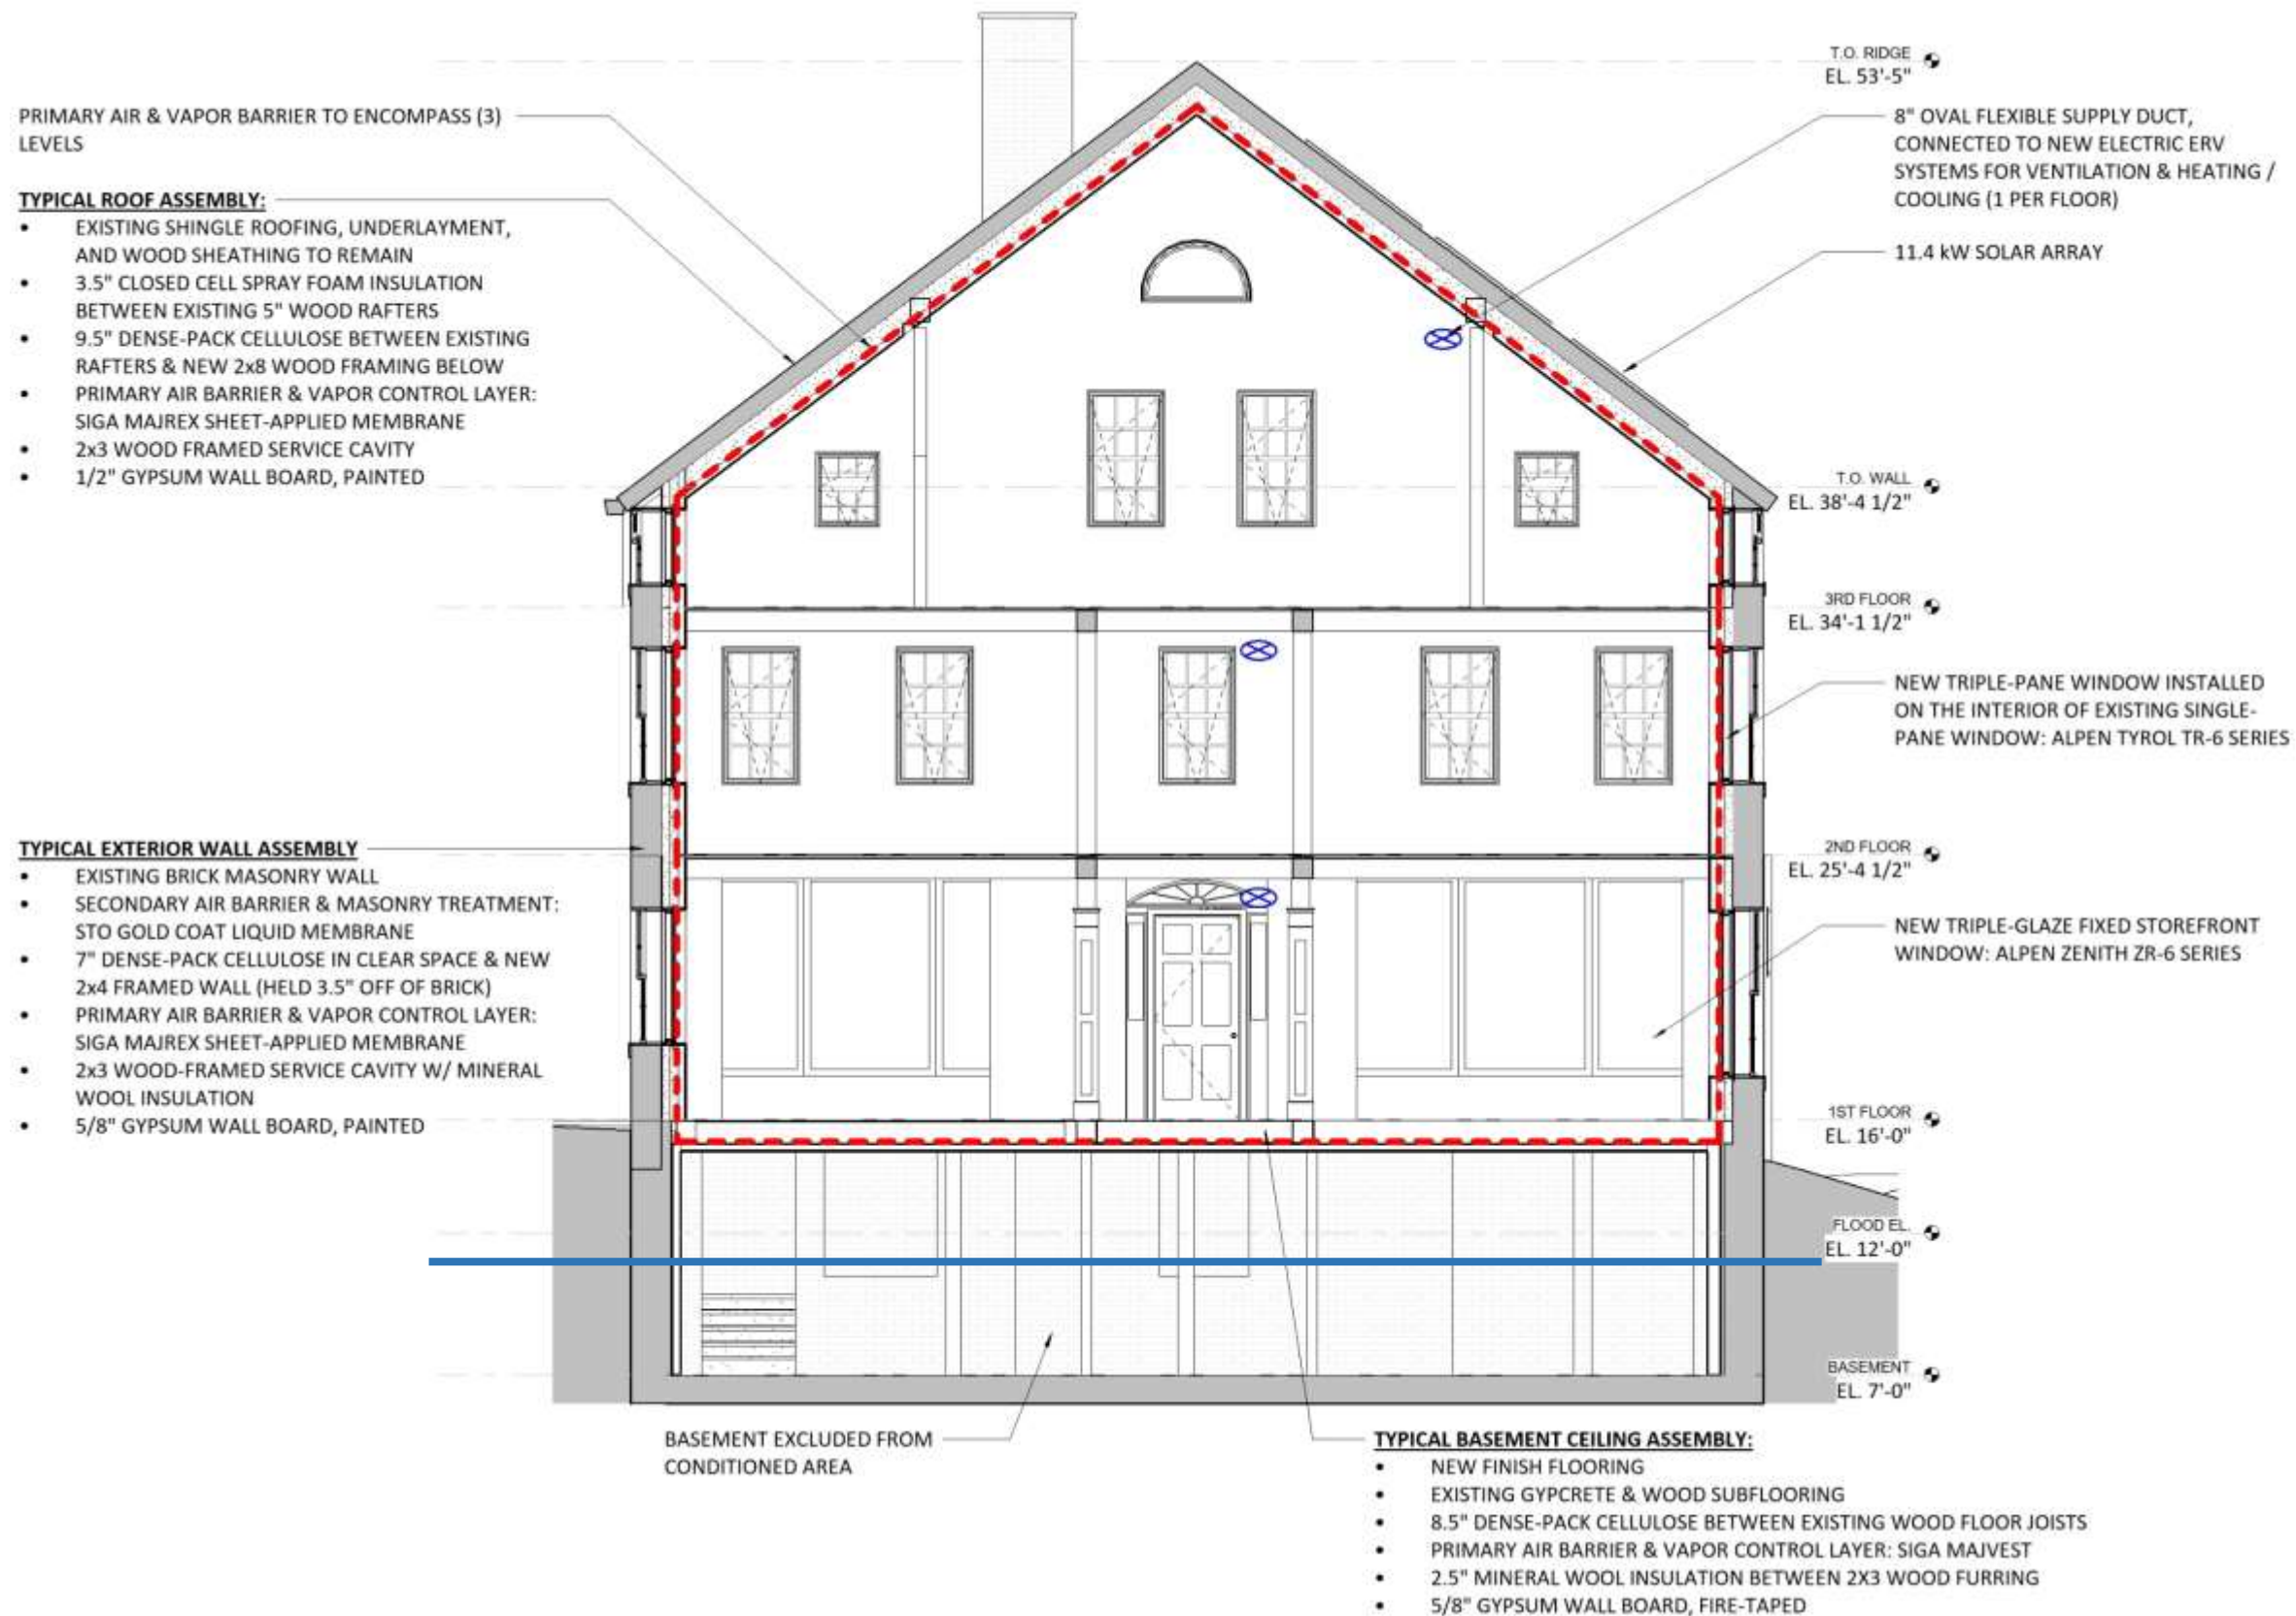 PRIMARY AIR & VAPOR BARRIER TO ENCOMPASS (3)
LEVELS
TYPICAL ROOF ASSEMBLY:
• EXISTING SHINGLE ROOFING, UNDERLAYMENT,
AND WOOD SHEATHING TO REMAIN
• 3.5" CLOSED CELL SPRAY FOAM INSULATION
BETWEEN EXISTING 5" WOOD RAFTERS
• 9.5" DENSE-PACK CELLULOSE BETWEEN EXISTING
RAFTERS & NEW 2x8 WOOD FRAMING BELOW
• PRIMARY AIR BARRIER & VAPOR CONTROL LAYER:
SIGA MAJREX SHEET-APPLIED MEMBRANE
• 2x3 WOOD FRAMED SERVICE CAVITY
• 1/2" GYPSUM WALL BOARD, PAINTED
TYPICAL EXTERIOR WALL ASSEMBLY
• EXISTING BRICK MASONRY WALL
• SECONDARY AIR BARRIER & MASONRY TREATMENT:
STO GOLD COAT LIQUID MEMBRANE
• 7" DENSE-PACK CELLULOSE IN CLEAR SPACE & NEW
2x4 FRAMED WALL (HELD 3.5" OFF OF BRICK)
• PRIMARY AIR BARRIER & VAPOR CONTROL LAYER:
SIGA MAJREX SHEET-APPLIED MEMBRANE
• 2x3 WOOD-FRAMED SERVICE CAVITY W/ MINERAL
WOOL INSULATION
• 5/8" GYPSUM WALL BOARD, PAINTED
T.O. RIDGE
EL. 53'-5"
8" OVAL FLEXIBLE SUPPLY DUCT,
CONNECTED TO NEW ELECTRIC ERV
SYSTEMS FOR VENTILATION & HEATING /
COOLING (1 PER FLOOR)
11.4 kW SOLAR ARRAY
T.O. WALL
EL. 38'-4 1/2"
3RD FLOOR
EL. 34'-1 1/2"
NEW TRIPLE-PANE WINDOW INSTALLED
ON THE INTERIOR OF EXISTING SINGLE-
PANE WINDOW: ALPEN TYROL TR-6 SERIES
2ND FLOOR
EL. 25'-4 1/2"
NEW TRIPLE-GLAZE FIXED STOREFRONT
WINDOW: ALPEN ZENITH ZR-6 SERIES
1ST FLOOR
EL. 16'-0"
FLOOD EL.
EL. 12'-0"
BASEMENT
EL. 7'-0"
BASEMENT EXCLUDED FROM
CONDITIONED AREA
TYPICAL BASEMENT CEILING ASSEMBLY:
• NEW FINISH FLOORING
• EXISTING GYPCRETE & WOOD SUBFLOORING
• 8.5" DENSE-PACK CELLULOSE BETWEEN EXISTING WOOD FLOOR JOISTS
• PRIMARY AIR BARRIER & VAPOR CONTROL LAYER: SIGA MAJVEST
• 2.5" MINERAL WOOL INSULATION BETWEEN 2X3 WOOD FURRING
• 5/8" GYPSUM WALL BOARD, FIRE-TAPED